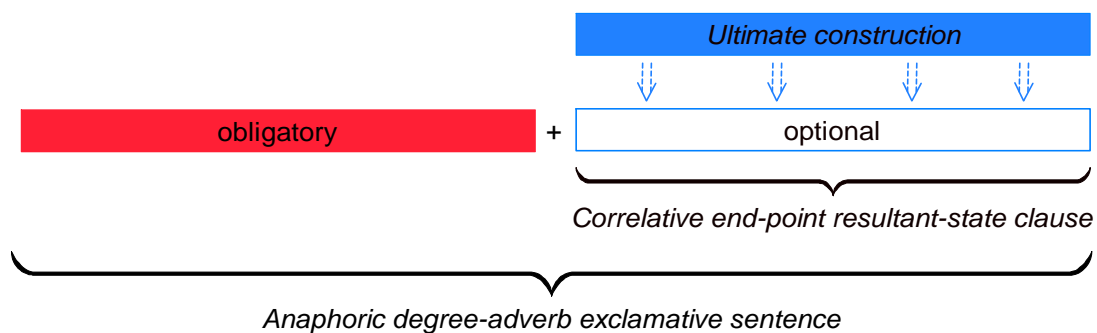 Ultimate construction
obligatory + optional
Correlative end-point resultant-state clause
Anaphoric degree-adverb exclamative sentence